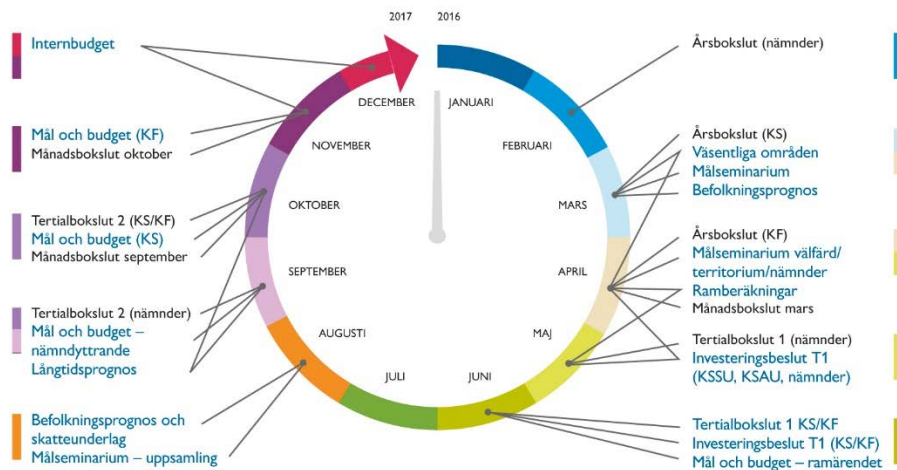 2017
2016
Internbudget
Årsbokslut (nämnder)
DECEMBER
JANUARI
Mål och budget (KF)
Månadsbokslut oktober
NOVEMBER
FEBRUARI
Årsbokslut (KS)
Väsentliga områden
Målseminarium
Befolkningsprognos
Tertialbokslut 2 (KS/KF)
Mål och budget (KS)
Månadsbokslut september
OKTOBER
MARS
Årsbokslut (KF)
Målseminarium välfärd/
territorium/nämnder
Ramberäkningar
Månadsbokslut mars
SEPTEMBER
APRIL
Tertialbokslut 2 (nämnder)
Mål och budget –
nämndyttrande
Långtidsprognos
AUGUSTI
MAJ
Tertialbokslut 1 (nämnder)
Investeringsbeslut T1
(KSSU, KSAU, nämnder)
JULI
JUNI
Befolkningsprognos och
skatteunderlag
Målseminarium – uppsamling
Tertialbokslut 1 KS/KF
Investeringsbeslut T1 (KS/KF)
Mål och budget – ramärendet